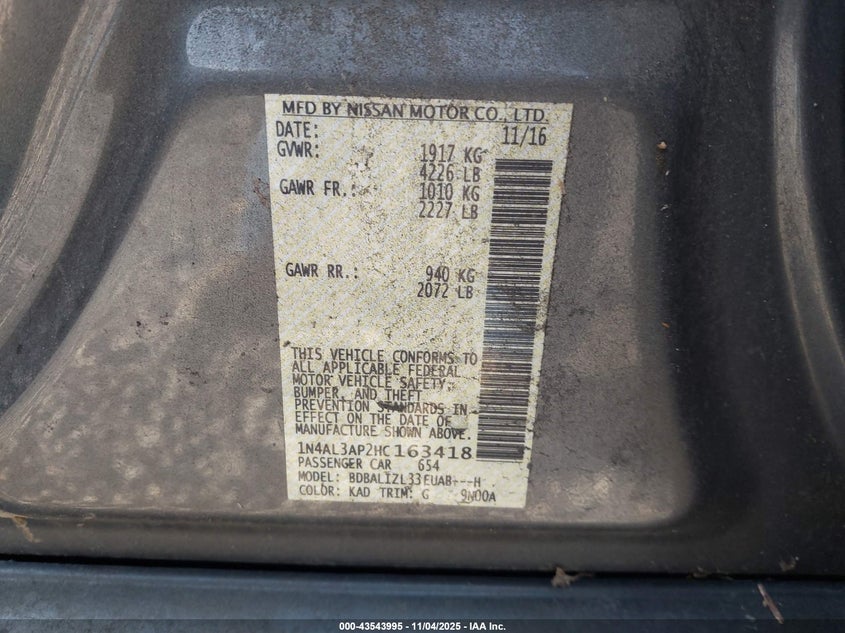 MFD BY NISSAN MOTOR CO., LTD.
DATE: 11/16
GVWR: 1917 KG
4226 LB
GAWR FR.: 1010 KG
2227 LB
GAWR RR.: 940 KG
2072 LB
THIS VEHICLE CONFORMS TO
ALL APPLICABLE FEDERAL
MOTOR VEHICLE SAFETY,
BUMPER, AND THEFT
PREVENTION STANDARDS IN
EFFECT ON THE DATE OF
MANUFACTURE SHOWN ABOVE.
1N4AL3AP2HC163418
PASSENGER CAR 654
MODEL: BDBALIZL33EUAB---H
COLOR: KAD TRIM: G 9N00A
000-43543995 - 11/04/2025 - IAA Inc.